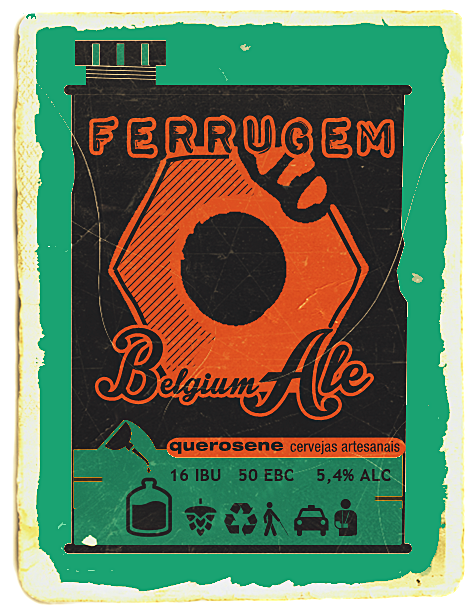 FERRUGEM
Belgium Ale
querosene cervejas artesanais
16 IBU 50 EBC 5,4% ALC